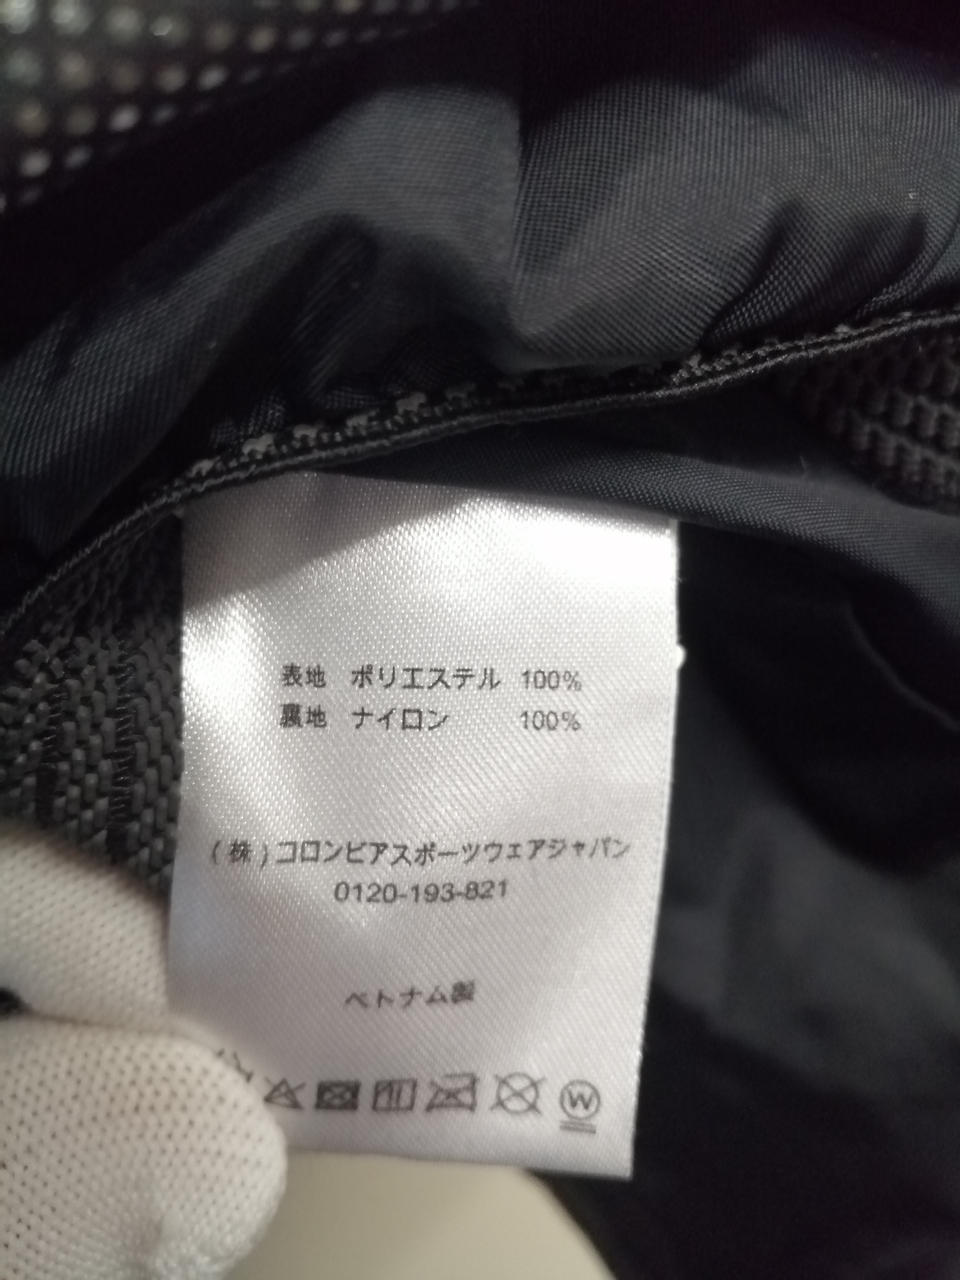 表地 ポリエステル 100%
裏地 ナイロン 100%
(株)コロンビアスポーツウェアジャパン
0120-193-821
ベトナム製
W